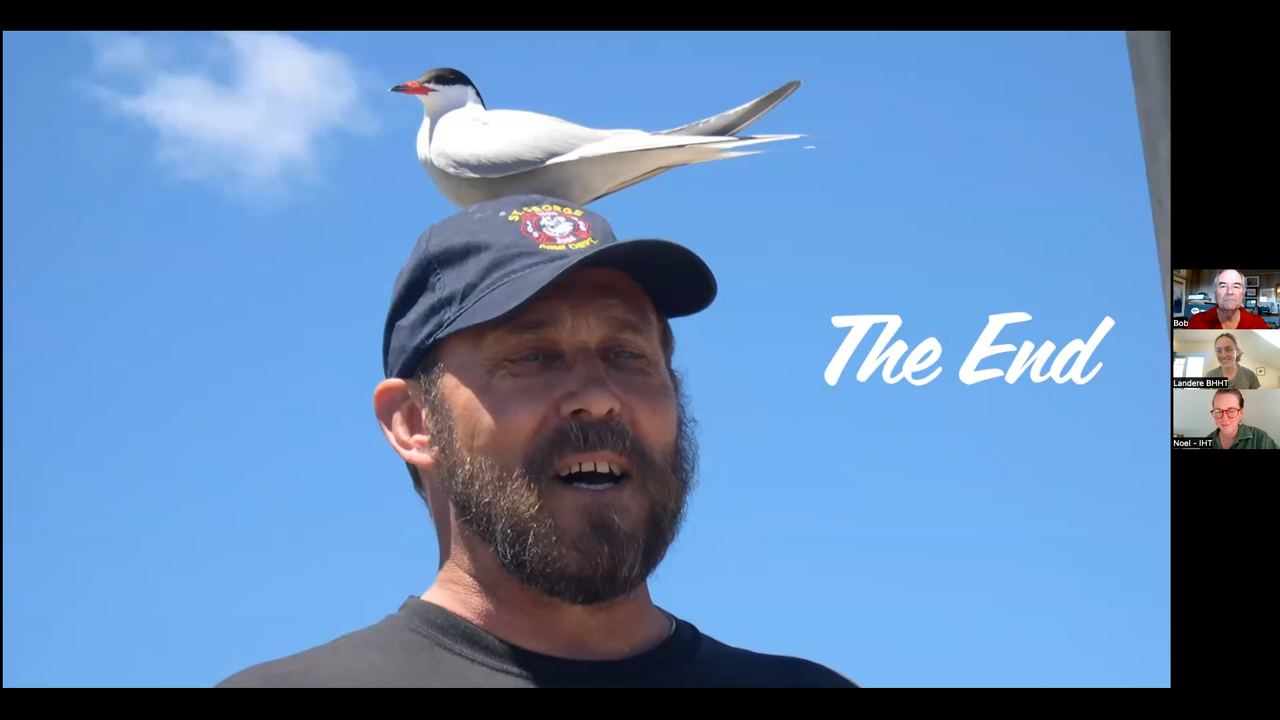 ST. GEORGE
FIRE DEPT.
The End
Bob
Landere BHHT
Noel - IHT